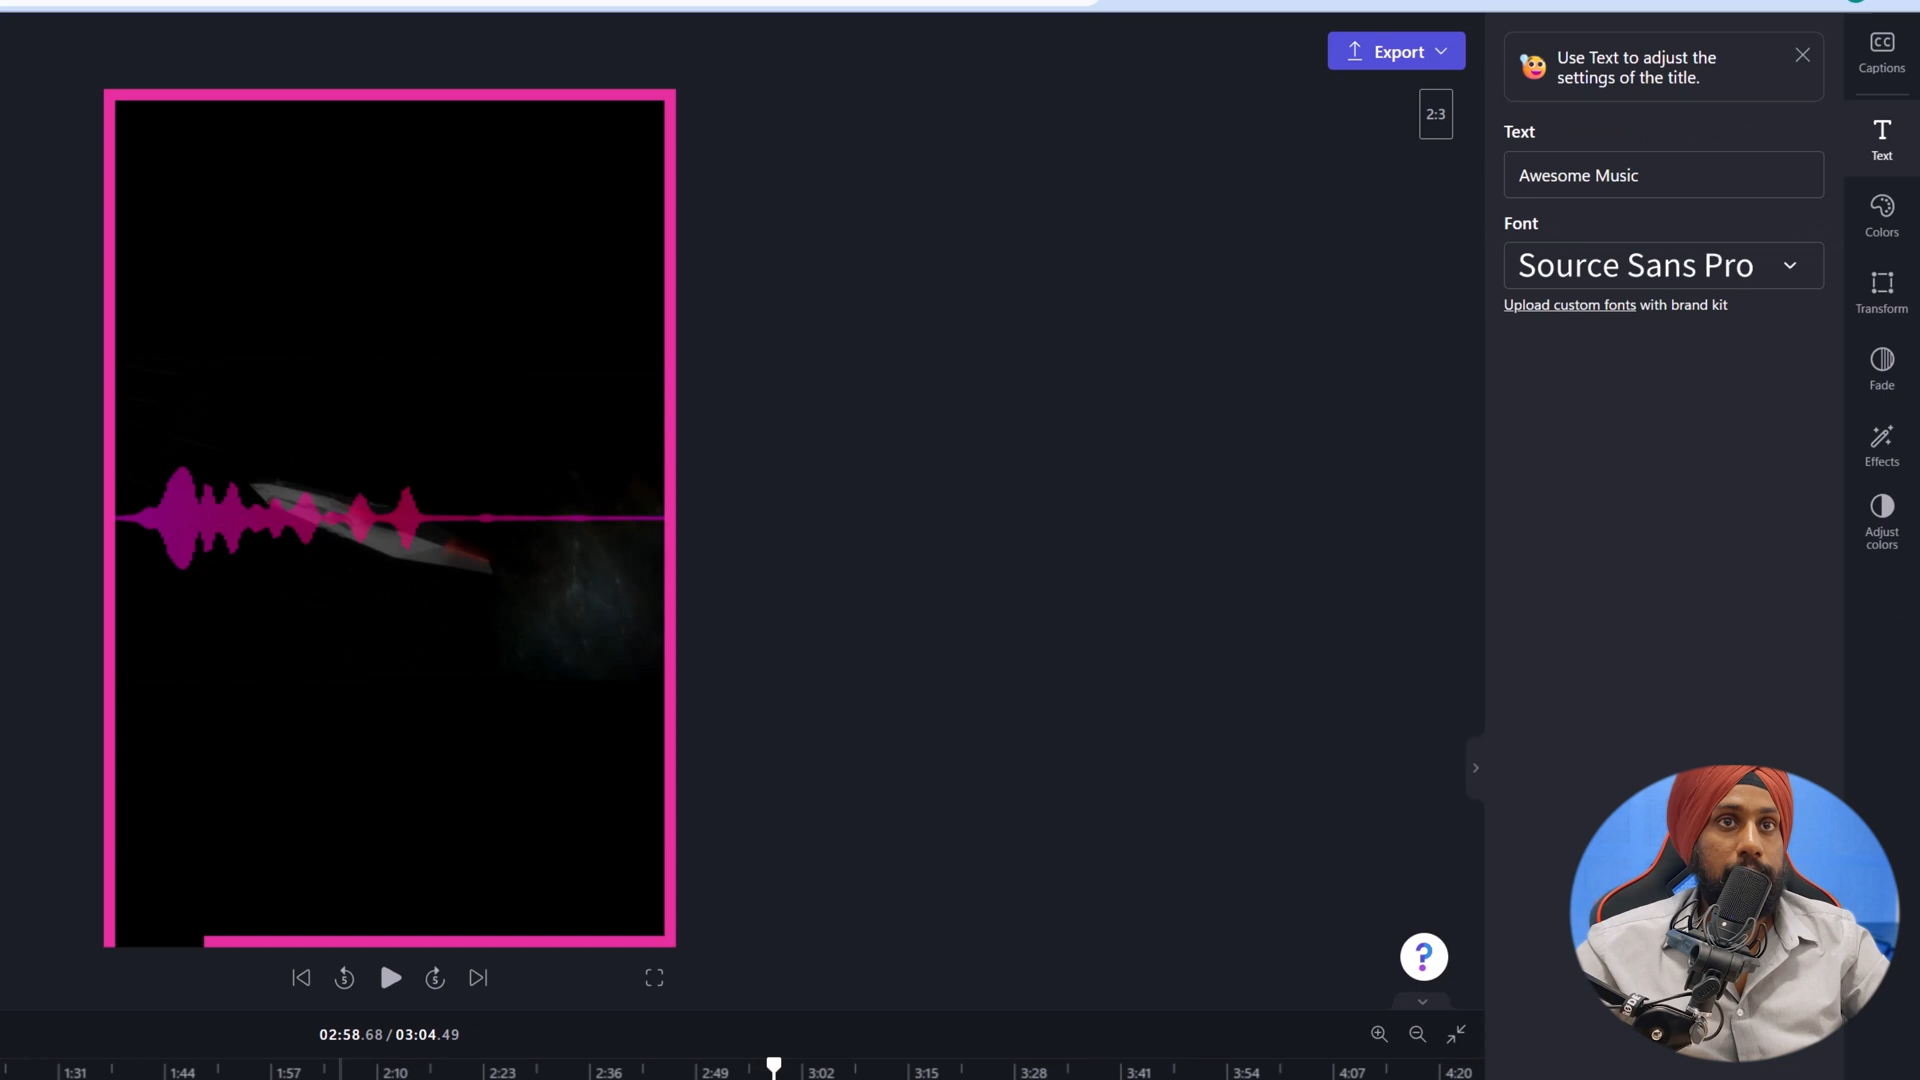 Export
Use Text to adjust the
settings of the title.
2:3
Text
Awesome Music
Font
Source Sans Pro
Upload custom fonts with brand kit
Captions
Text
Colors
Transform
Fade
Effects
Adjust
colors
5
5
?
02:58.68 / 03:04.49
1:31 1:44 1:57 2:10 2:23 2:36 2:49 3:02 3:15 3:28 3:41 3:54 4:07 4:20
RØDE